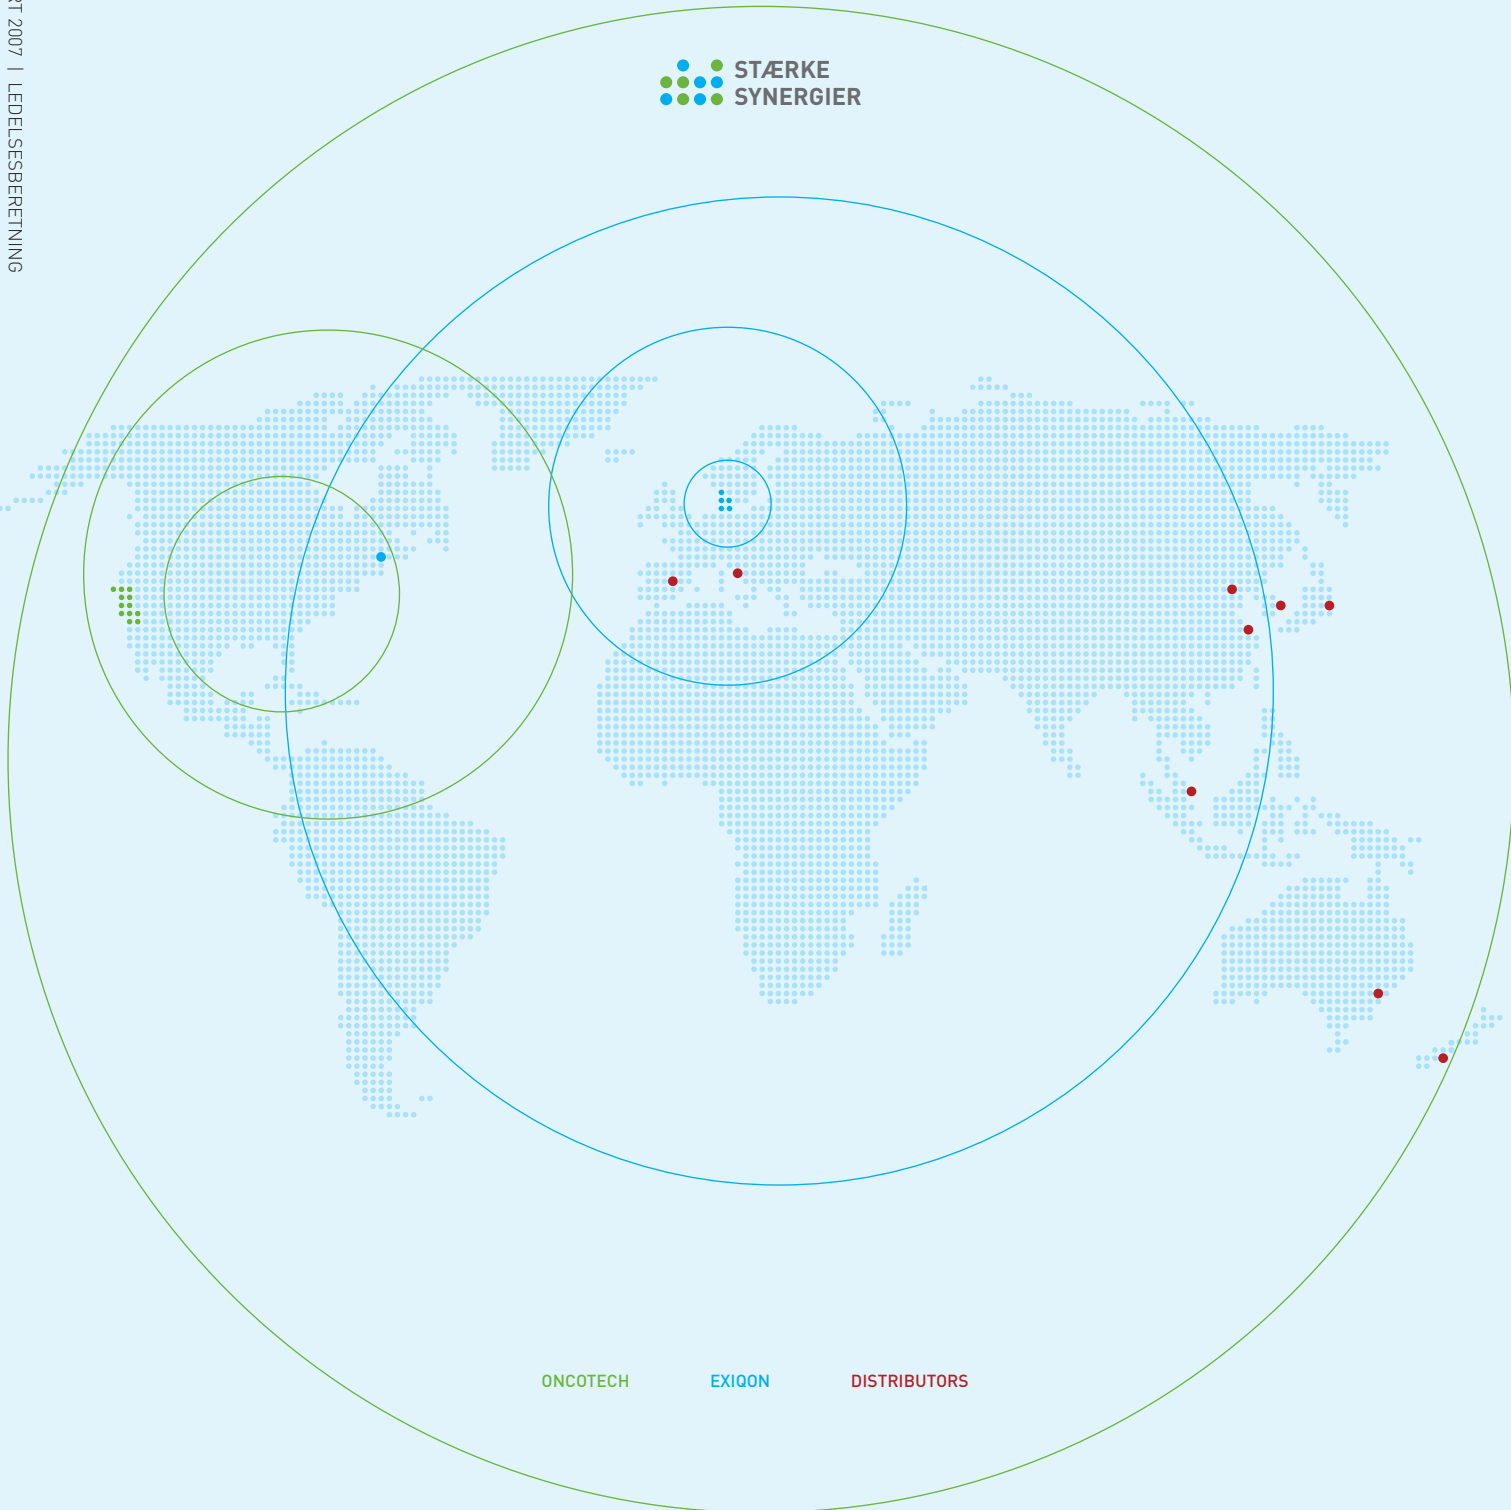 RT 2007 | LEDELSESBERETNING
STÆRKE
SYNERGIER
ONCOTECH
EXIQON
DISTRIBUTORS